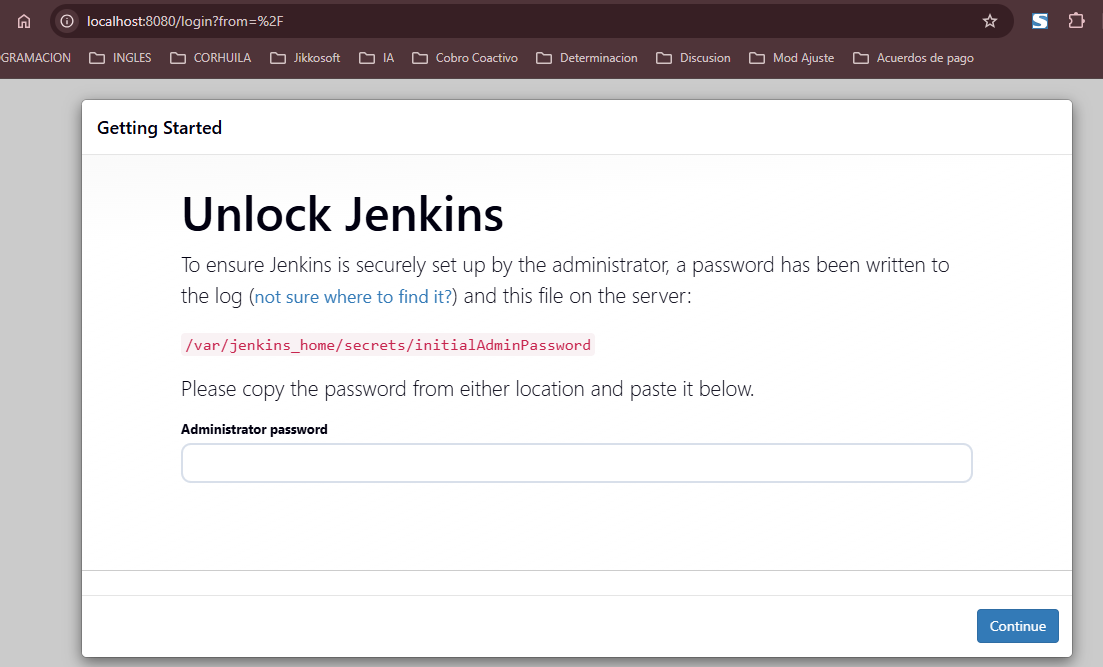 localhost:8080/login?from=%2F
GRAMACION INGLES CORHUILA Jikkosoft IA Cobro Coactivo Determinacion Discusion Mod Ajuste Acuerdos de pago
Getting Started
Unlock Jenkins
To ensure Jenkins is securely set up by the administrator, a password has been written to
the log (not sure where to find it?) and this file on the server:
/var/jenkins_home/secrets/initialAdminPassword
Please copy the password from either location and paste it below.
Administrator password
Continue